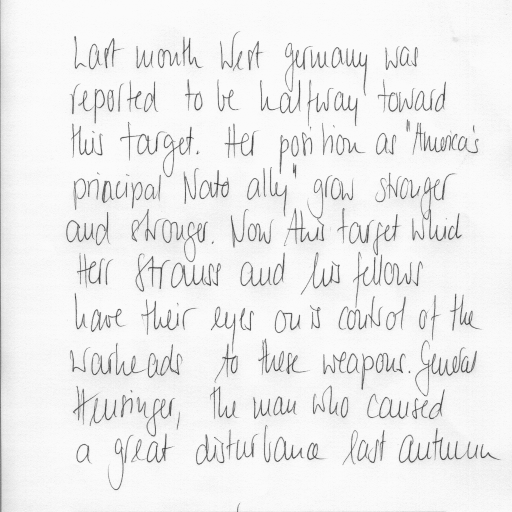 Last month West Germany was
reported to be halfway toward
this target. Her position as "America's
principal Nato ally" grow stronger
and stronger. Now this target which
Herr Strauss and his fellows
have their eyes on is control of the
warheads to these weapons. General
Heusinger, the man who caused
a great disturbance last autumn